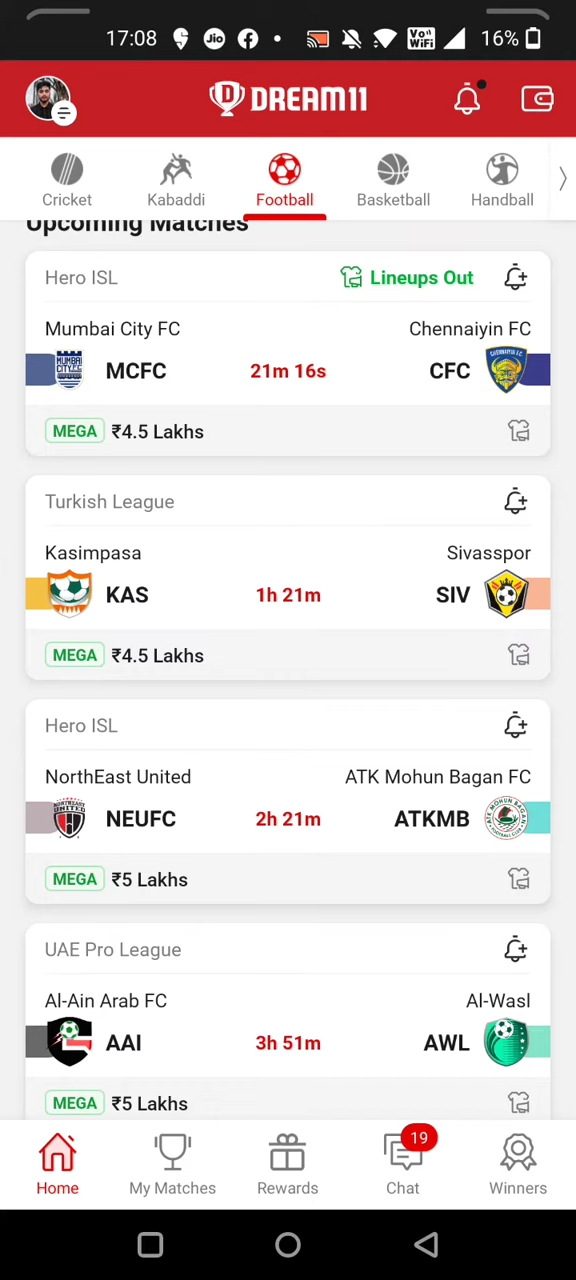 17:08 Jio Vo WiFi 16%
DREAM11
Cricket Kabaddi Football Basketball Handball
Upcoming Matches
Hero ISL Lineups Out
Mumbai City FC Chennaiyin FC
MUMBAI CITY FC MCFC 21m 16s CFC
MEGA ₹4.5 Lakhs
Turkish League
Kasimpasa Sivasspor
KAS 1h 21m SIV
MEGA ₹4.5 Lakhs
Hero ISL
NorthEast United ATK Mohun Bagan FC
NEUFC 2h 21m ATKMB
MEGA ₹5 Lakhs
UAE Pro League
Al-Ain Arab FC Al-Wasl
AAI 3h 51m AWL
MEGA ₹5 Lakhs
19
Home My Matches Rewards Chat Winners